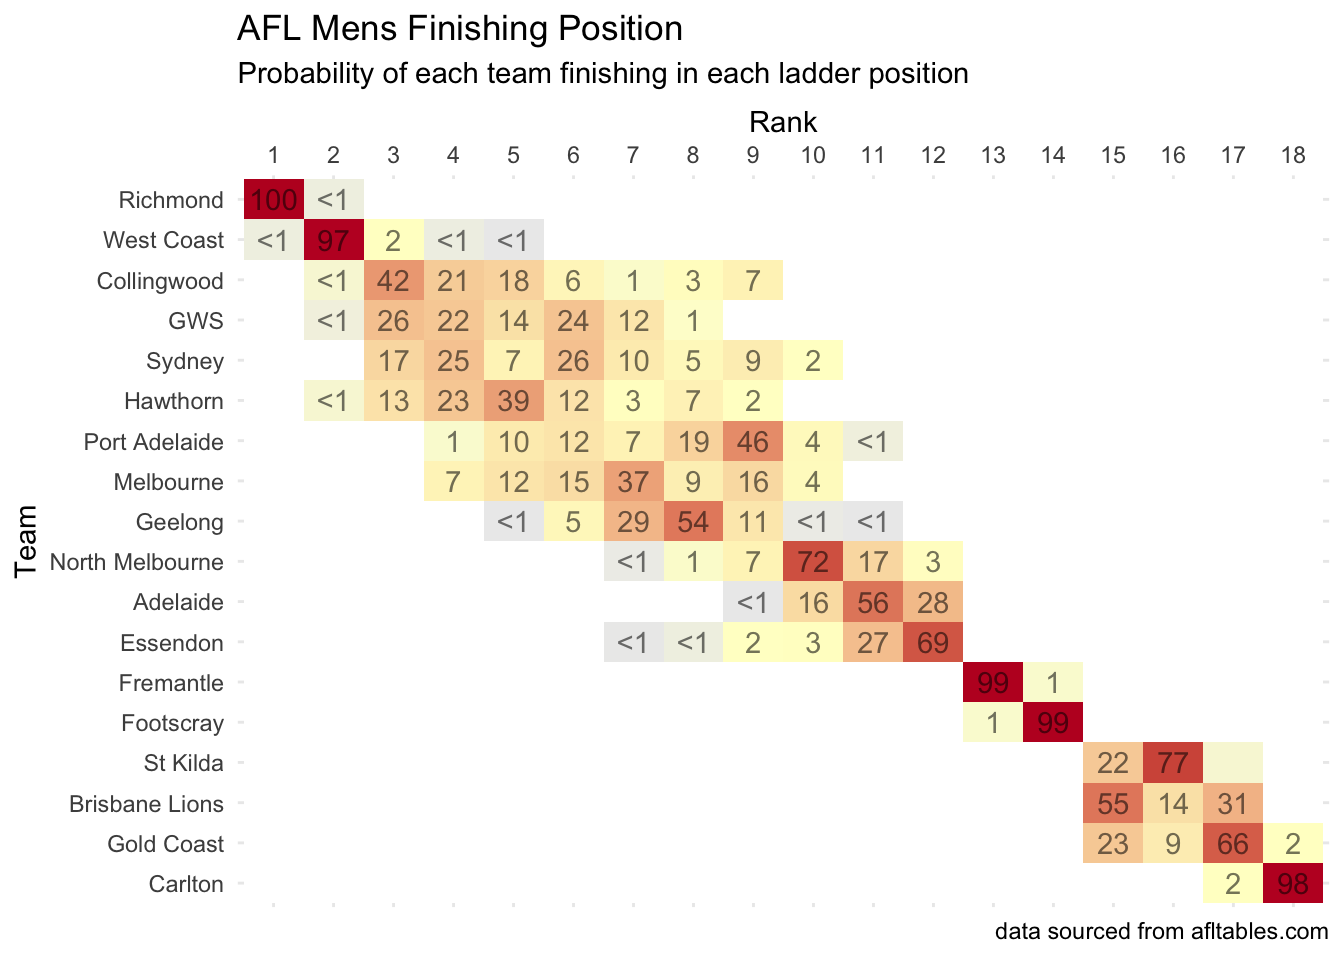 AFL Mens Finishing Position
Probability of each team finishing in each ladder position
Rank
1 2 3 4 5 6 7 8 9 10 11 12 13 14 15 16 17 18
Richmond 100 <1
West Coast <1 97 2 <1 <1
Collingwood <1 42 21 18 6 1 3 7
GWS <1 26 22 14 24 12 1
Sydney 17 25 7 26 10 5 9 2
Hawthorn <1 13 23 39 12 3 7 2
Port Adelaide 1 10 12 7 19 46 4 <1
Melbourne 7 12 15 37 9 16 4
Geelong <1 5 29 54 11 <1 <1
Team
North Melbourne <1 1 7 72 17 3
Adelaide <1 16 56 28
Essendon <1 <1 2 3 27 69
Fremantle 99 1
Footscray 1 99
St Kilda 22 77
Brisbane Lions 55 14 31
Gold Coast 23 9 66 2
Carlton 2 98
data sourced from afltables.com